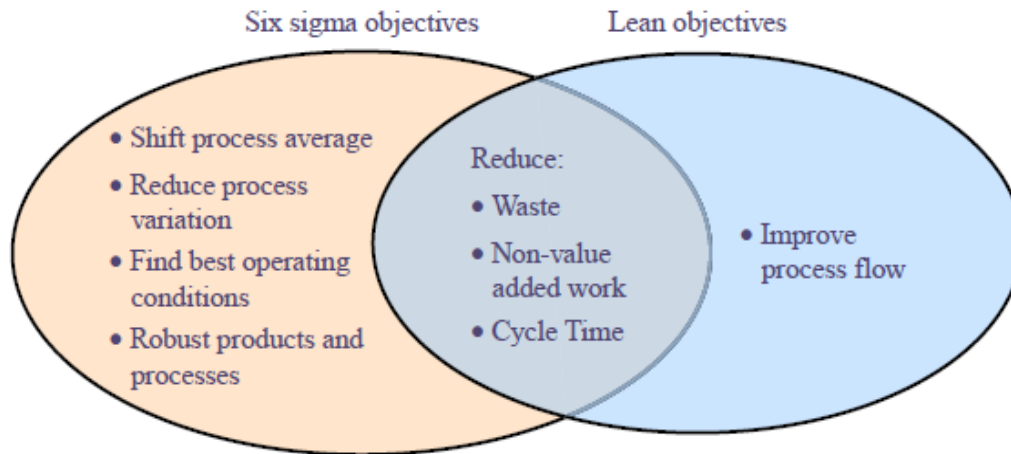 Six sigma objectives
Lean objectives
• Shift process average
• Reduce process
variation
• Find best operating
conditions
• Robust products and
processes
Reduce:
• Waste
• Non-value
added work
• Cycle Time
• Improve
process flow